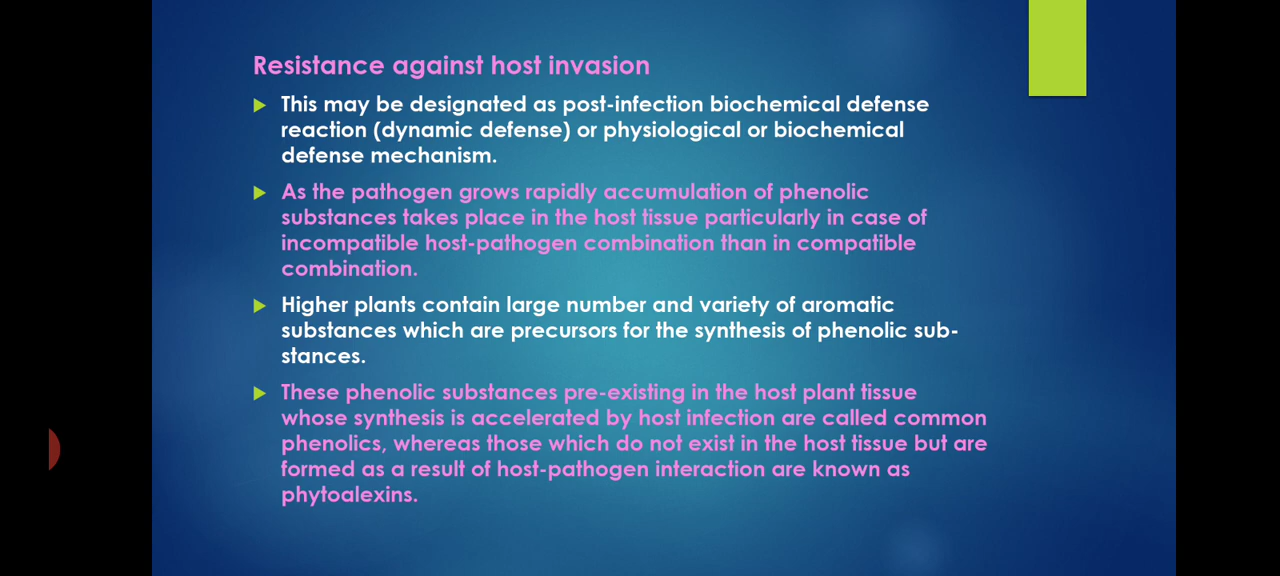 Resistance against host invasion
This may be designated as post-infection biochemical defense
reaction (dynamic defense) or physiological or biochemical
defense mechanism.
As the pathogen grows rapidly accumulation of phenolic
substances takes place in the host tissue particularly in case of
incompatible host-pathogen combination than in compatible
combination.
Higher plants contain large number and variety of aromatic
substances which are precursors for the synthesis of phenolic sub-
stances.
These phenolic substances pre-existing in the host plant tissue
whose synthesis is accelerated by host infection are called common
phenolics, whereas those which do not exist in the host tissue but are
formed as a result of host-pathogen interaction are known as
phytoalexins.